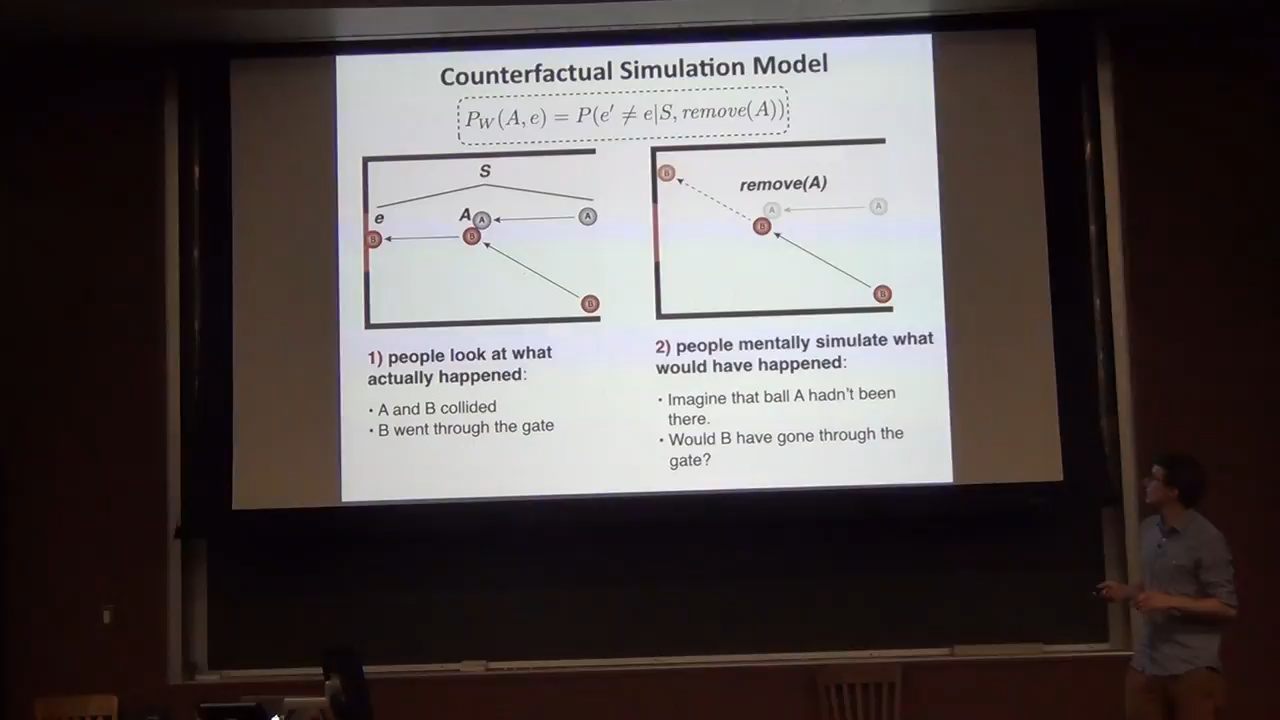 Counterfactual Simulation Model
P_W(A, e) = P(e′ ≠ e|S, remove(A))
S
e
A
A
A
B
B
B
remove(A)
B
A
A
B
B
1) people look at what
actually happened:
• A and B collided
• B went through the gate
2) people mentally simulate what
would have happened:
• Imagine that ball A hadn't been
there.
• Would B have gone through the
gate?